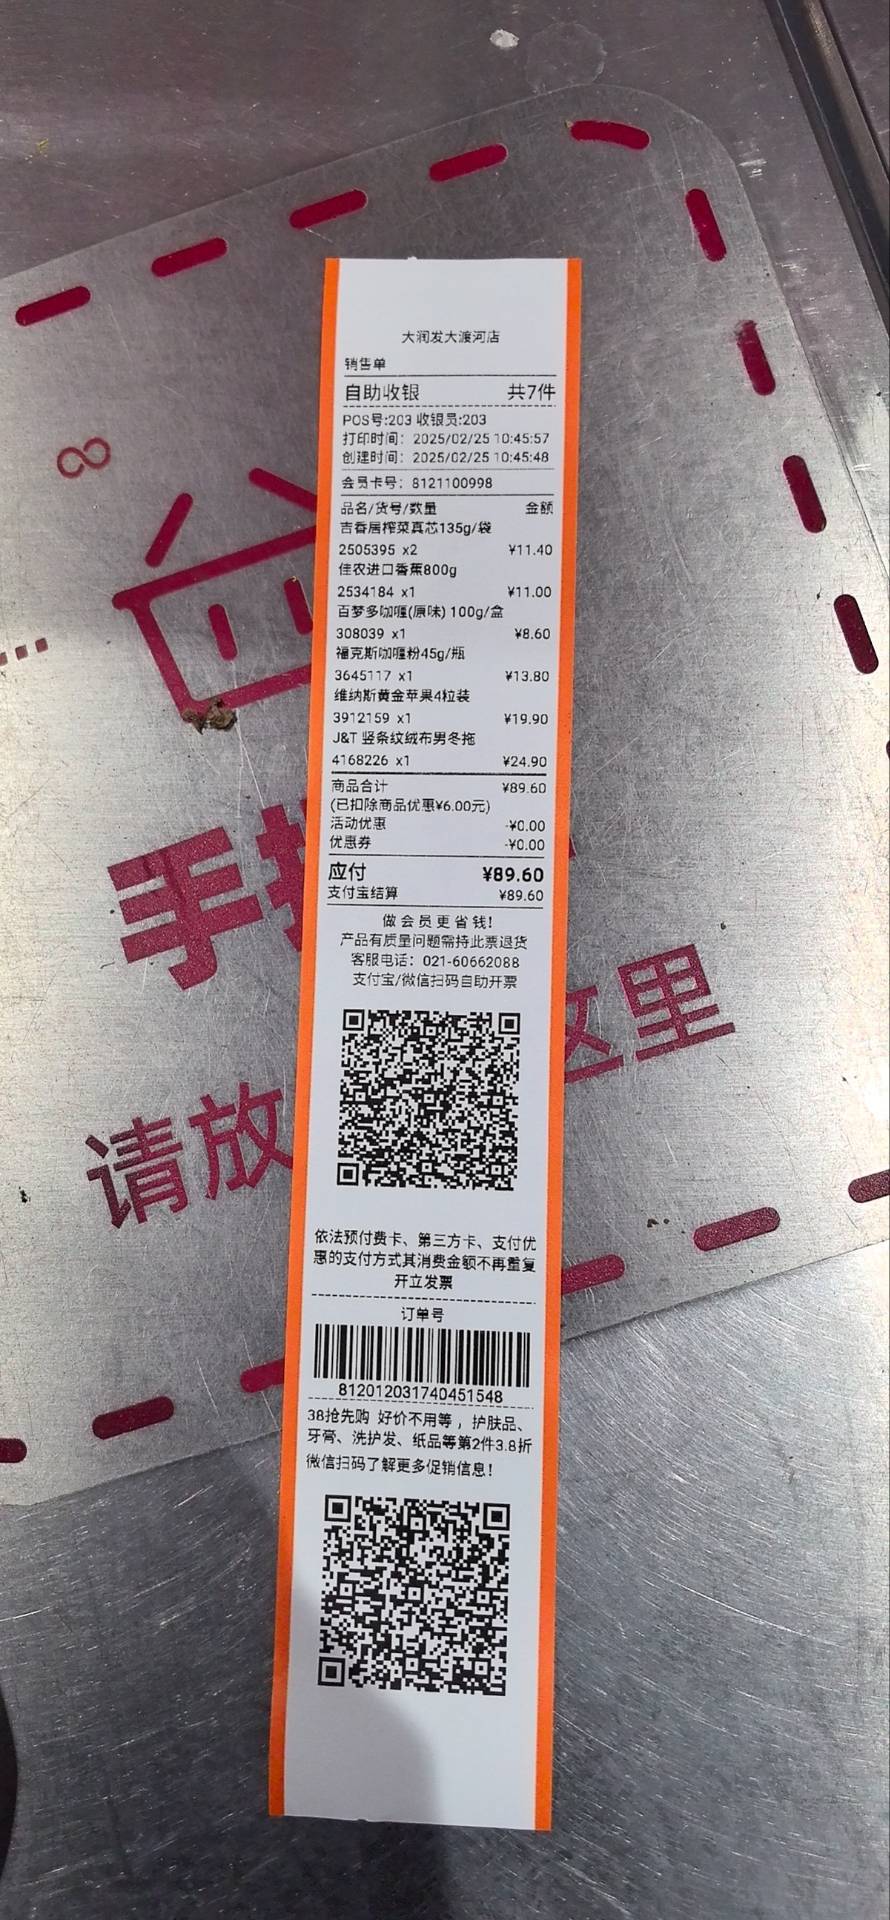 大润发大渡河店
销售单
自助收银 共7件
POS号:203 收银员:203
打印时间: 2025/02/25 10:45:57
创建时间: 2025/02/25 10:45:48
会员卡号: 8121100998
品名/货号/数量 金额
吉香居榨菜真芯135g/袋
2505395 x2 ¥11.40
佳农进口香蕉800g
2534184 x1 ¥11.00
百梦多咖喱(原味) 100g/盒
308039 x1 ¥8.60
福克斯咖喱粉45g/瓶
3645117 x1 ¥13.80
维纳斯黄金苹果4粒装
3912159 x1 ¥19.90
J&T 竖条纹绒布男冬拖
4168226 x1 ¥24.90
商品合计 ¥89.60
(已扣除商品优惠¥6.00元)
活动优惠 -¥0.00
优惠券 -¥0.00
应付 ¥89.60
支付宝结算 ¥89.60
做会员更省钱!
产品有质量问题需持此票退货
客服电话: 021-60662088
支付宝/微信扫码自助开票
依法预付费卡、第三方卡、支付优
惠的支付方式其消费金额不再重复
开立发票
订单号
812012031740451548
38抢先购 好价不用等，护肤品、
牙膏、洗护发、纸品等第2件3.8折
微信扫码了解更多促销信息!
8
手
请放 这里